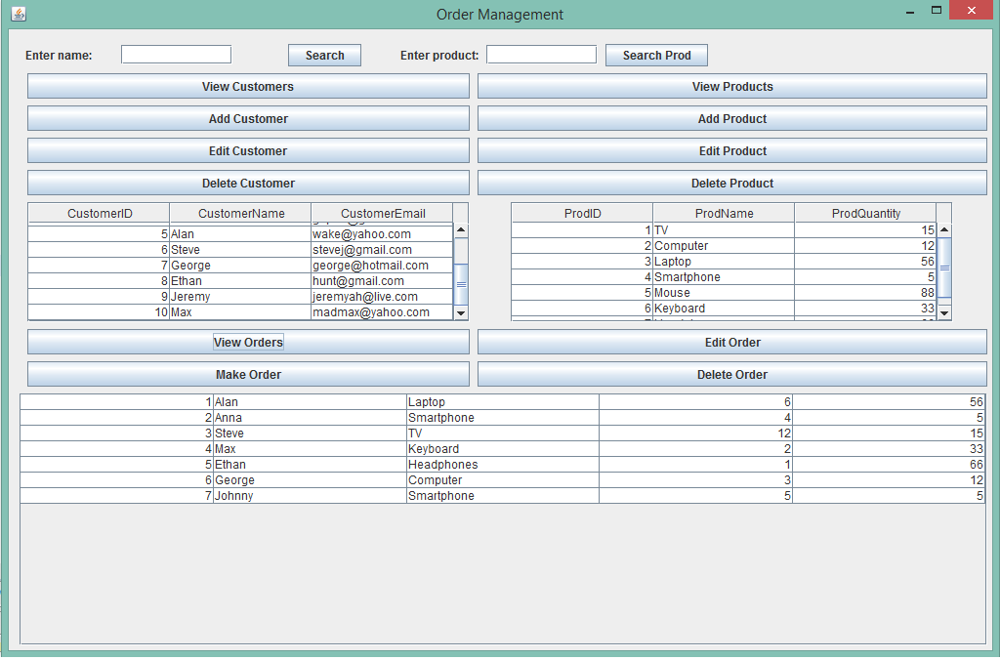 Order Management
Enter name: Search Enter product: Search Prod
View Customers View Products
Add Customer Add Product
Edit Customer Edit Product
Delete Customer Delete Product
CustomerID CustomerName CustomerEmail
5 Alan wake@yahoo.com
6 Steve stevej@gmail.com
7 George george@hotmail.com
8 Ethan hunt@gmail.com
9 Jeremy jeremyah@live.com
10 Max madmax@yahoo.com
ProdID ProdName ProdQuantity
1 TV 15
2 Computer 12
3 Laptop 56
4 Smartphone 5
5 Mouse 88
6 Keyboard 33
View Orders Edit Order
Make Order Delete Order
1 Alan Laptop 6 56
2 Anna Smartphone 4 5
3 Steve TV 12 15
4 Max Keyboard 2 33
5 Ethan Headphones 1 66
6 George Computer 3 12
7 Johnny Smartphone 5 5